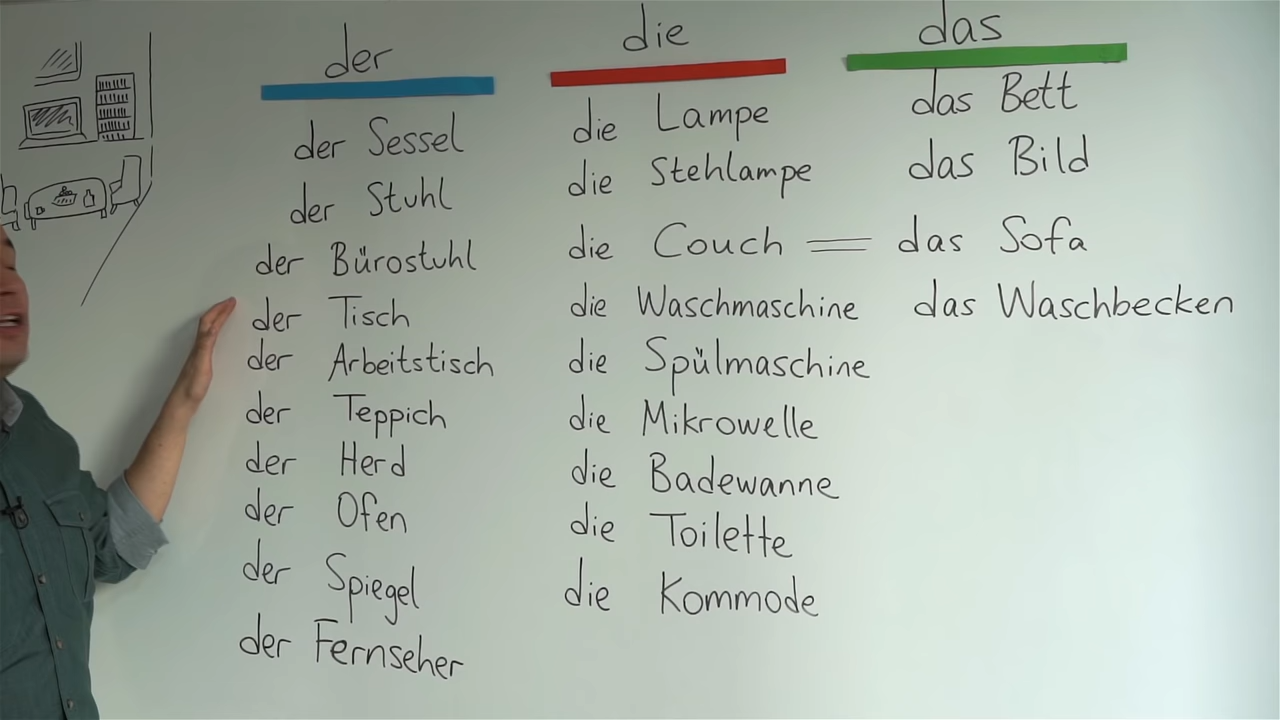 der
der Sessel
der Stuhl
der Bürostuhl
der Tisch
der Arbeitstisch
der Teppich
der Herd
der Ofen
der Spiegel
der Fernseher
die
die Lampe
die Stehlampe
die Couch = das Sofa
die Waschmaschine
die Spülmaschine
die Mikrowelle
die Badewanne
die Toilette
die Kommode
das
das Bett
das Bild
das Waschbecken